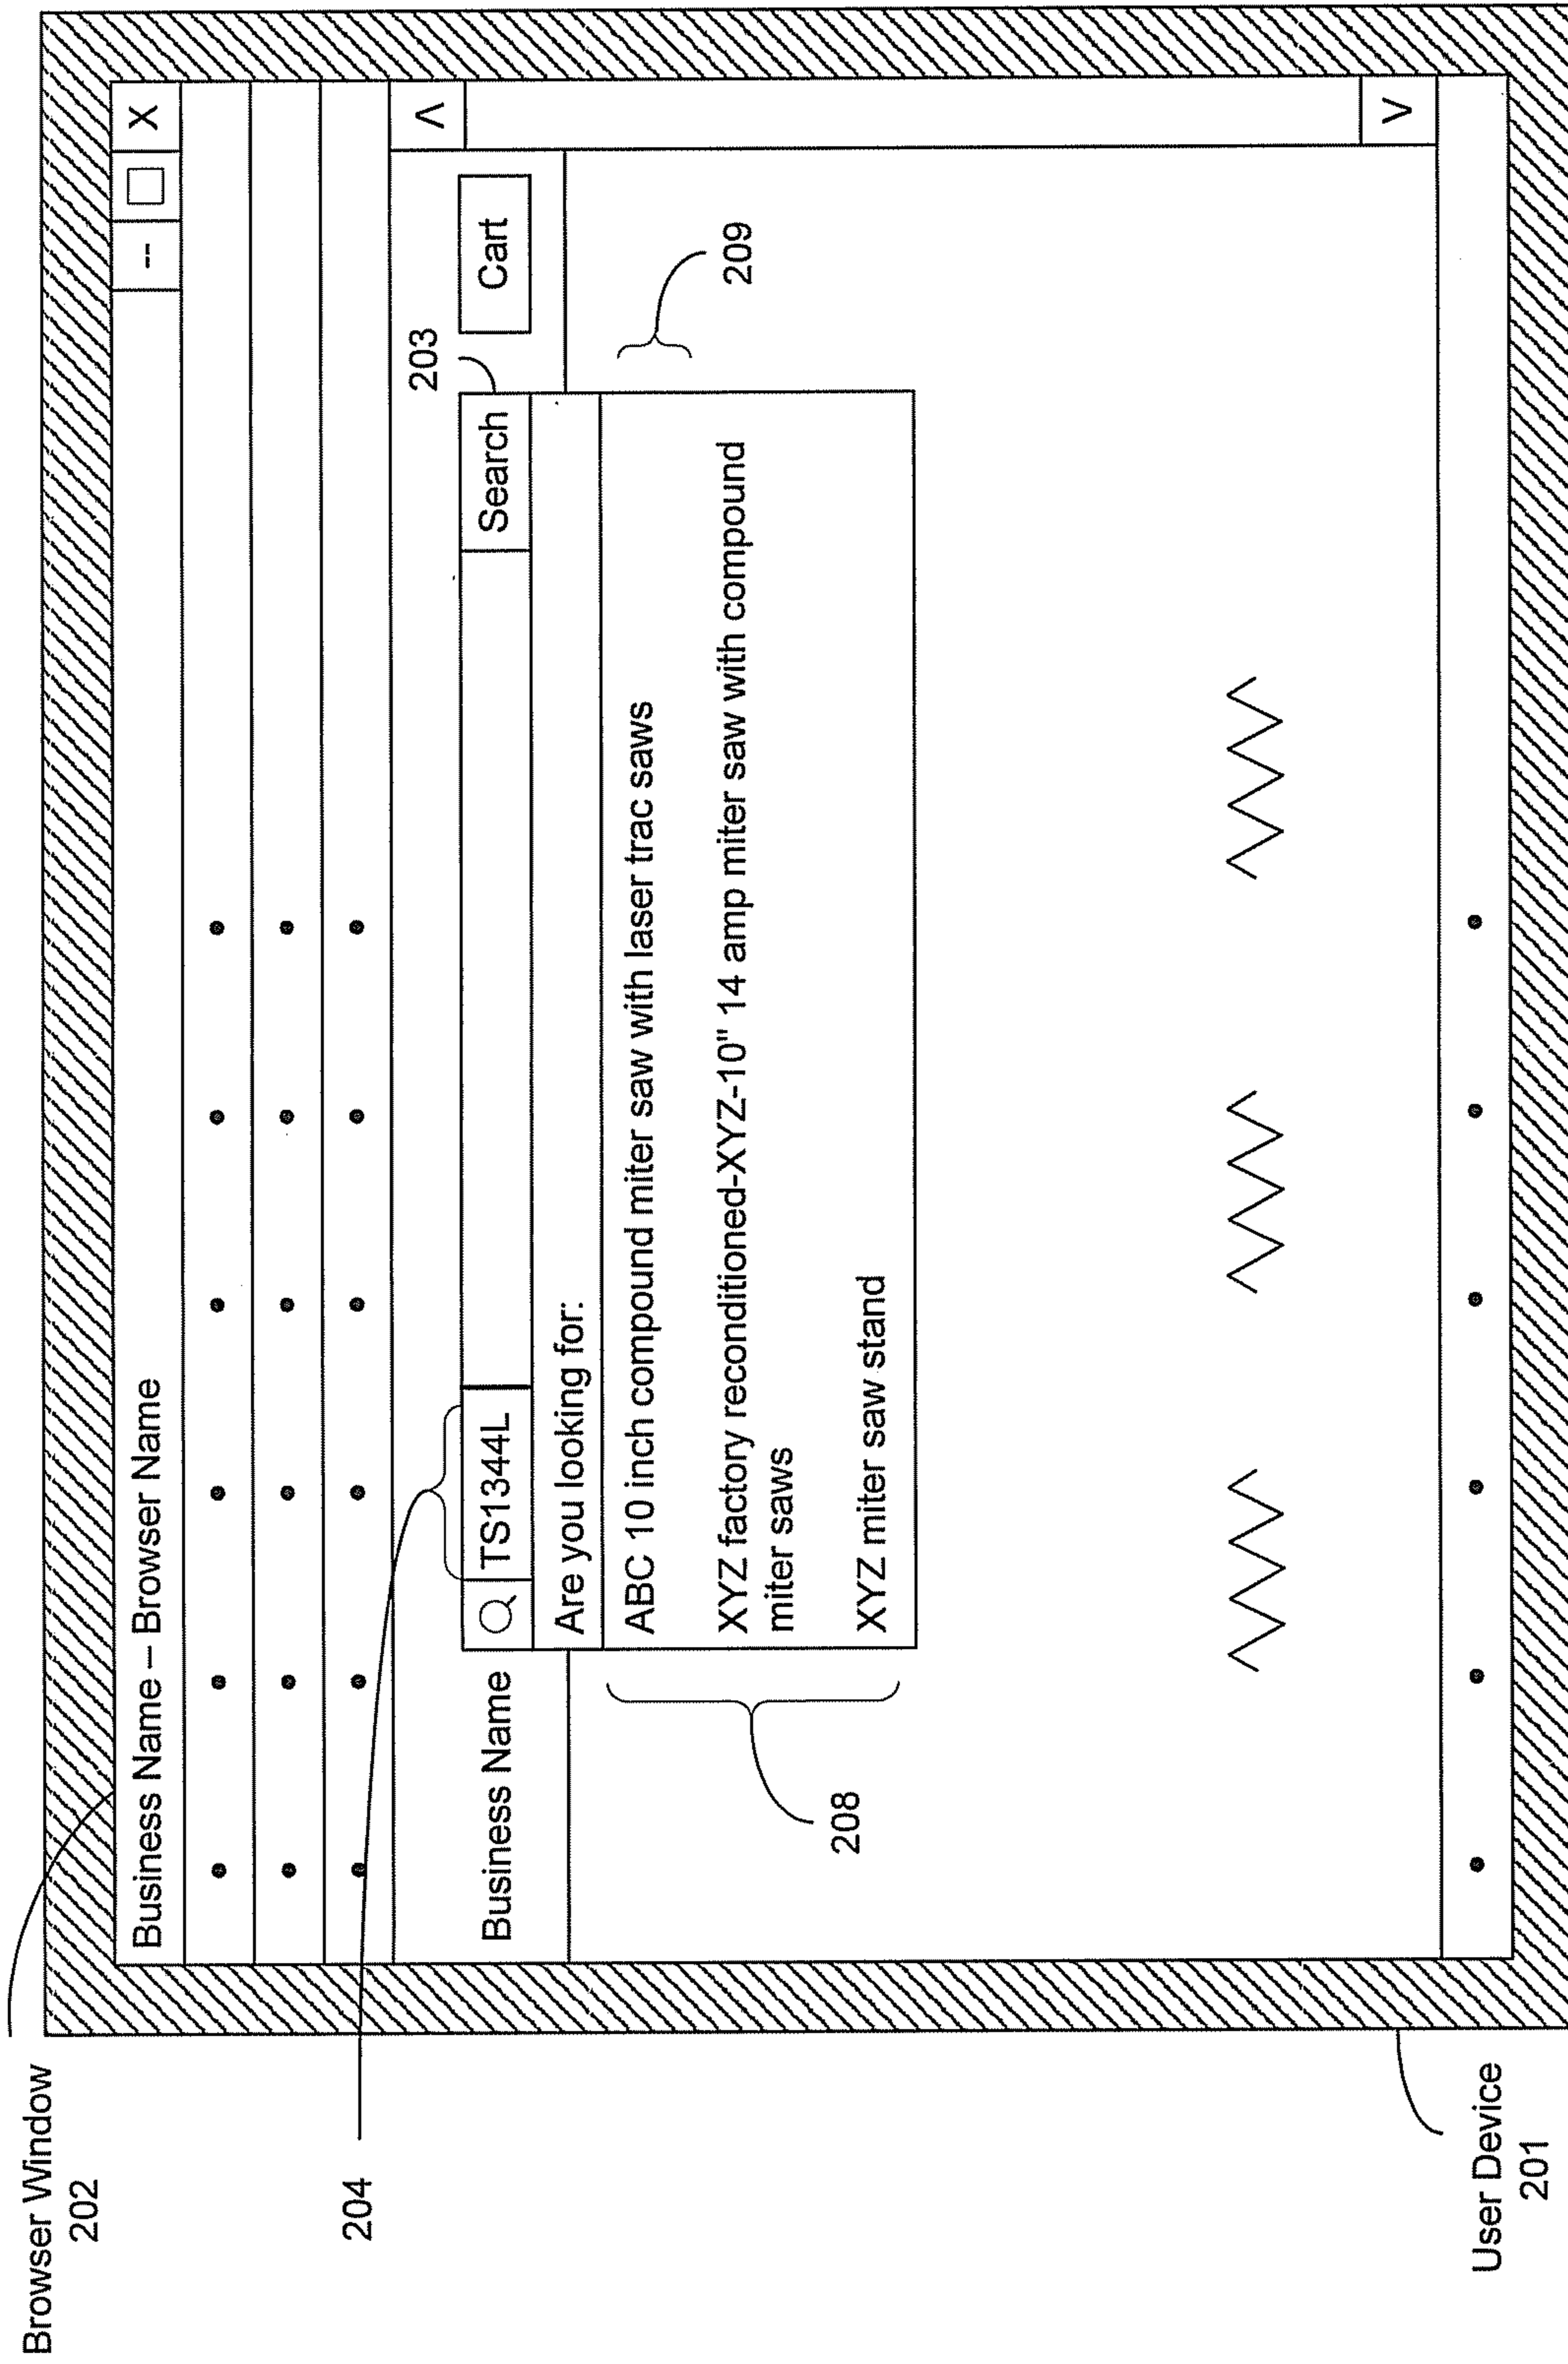 Browser Window
202
Business Name – Browser Name
-- X
204
203
Business Name
TS1344L
Search
Cart
Are you looking for:
ABC 10 inch compound miter saw with laser trac saws
XYZ factory reconditioned-XYZ-10" 14 amp miter saw with compound
miter saws
XYZ miter saw stand
209
208
User Device
201